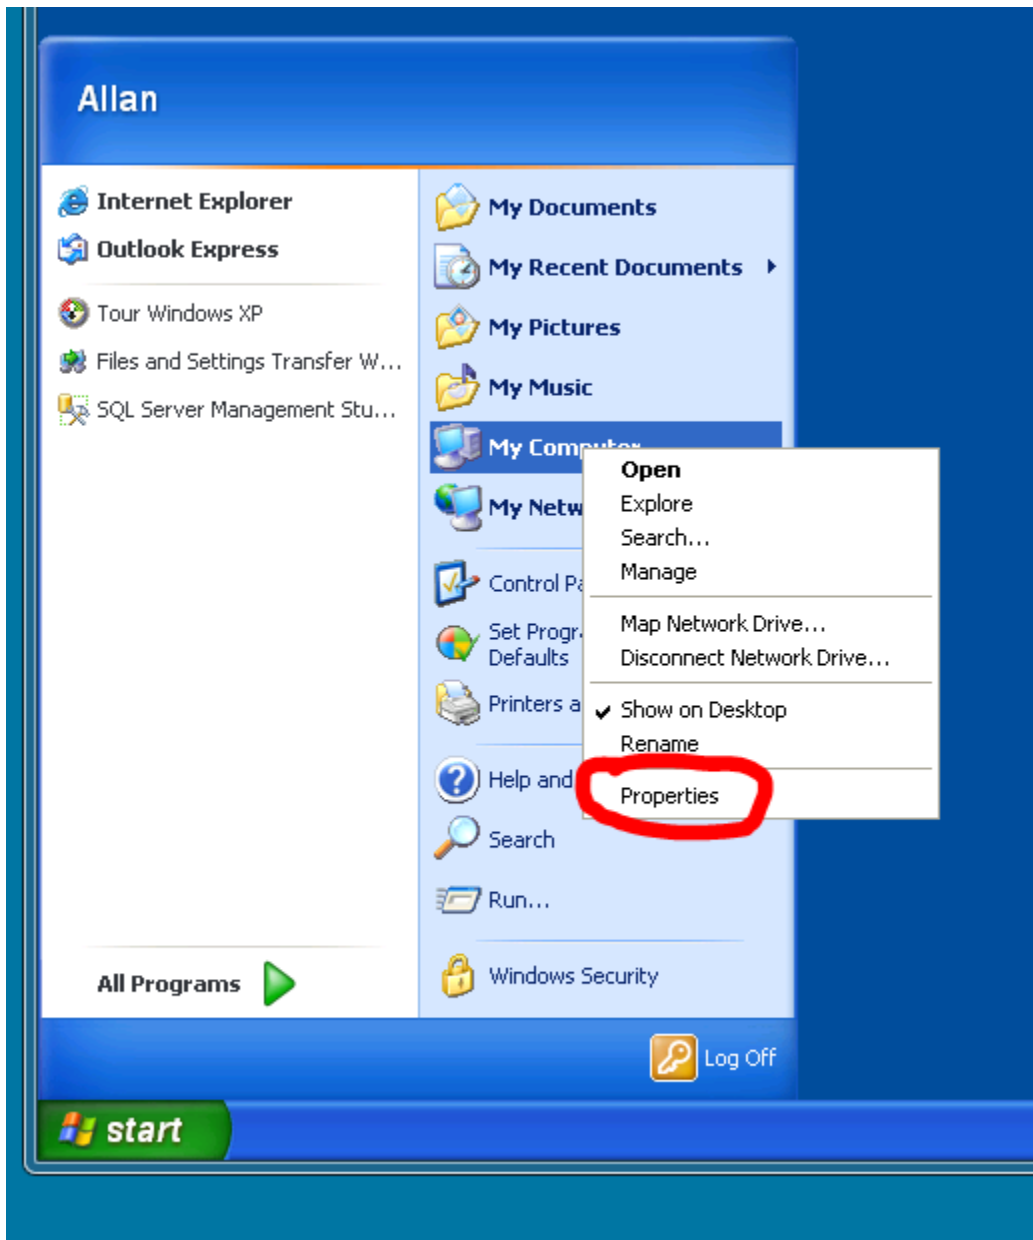 Allan
Internet Explorer
Outlook Express
Tour Windows XP
Files and Settings Transfer W...
SQL Server Management Stu...
All Programs
My Documents
My Recent Documents
My Pictures
My Music
My Computer
My Netw
Control Pa
Set Progr
Defaults
Printers a
Help and
Search
Run...
Windows Security
Open
Explore
Search...
Manage
Map Network Drive...
Disconnect Network Drive...
Show on Desktop
Rename
Properties
Log Off
start